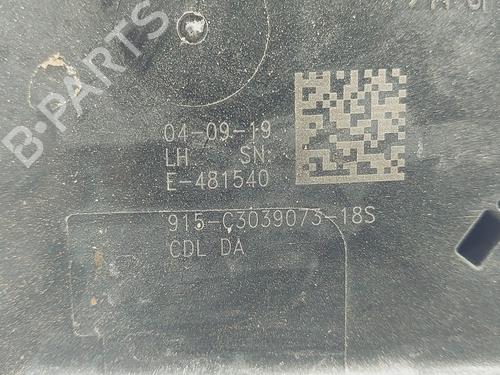 B-PARTS
04-09-19
LH: SN:
E-481540
915-C3039073-18S
CDL DA